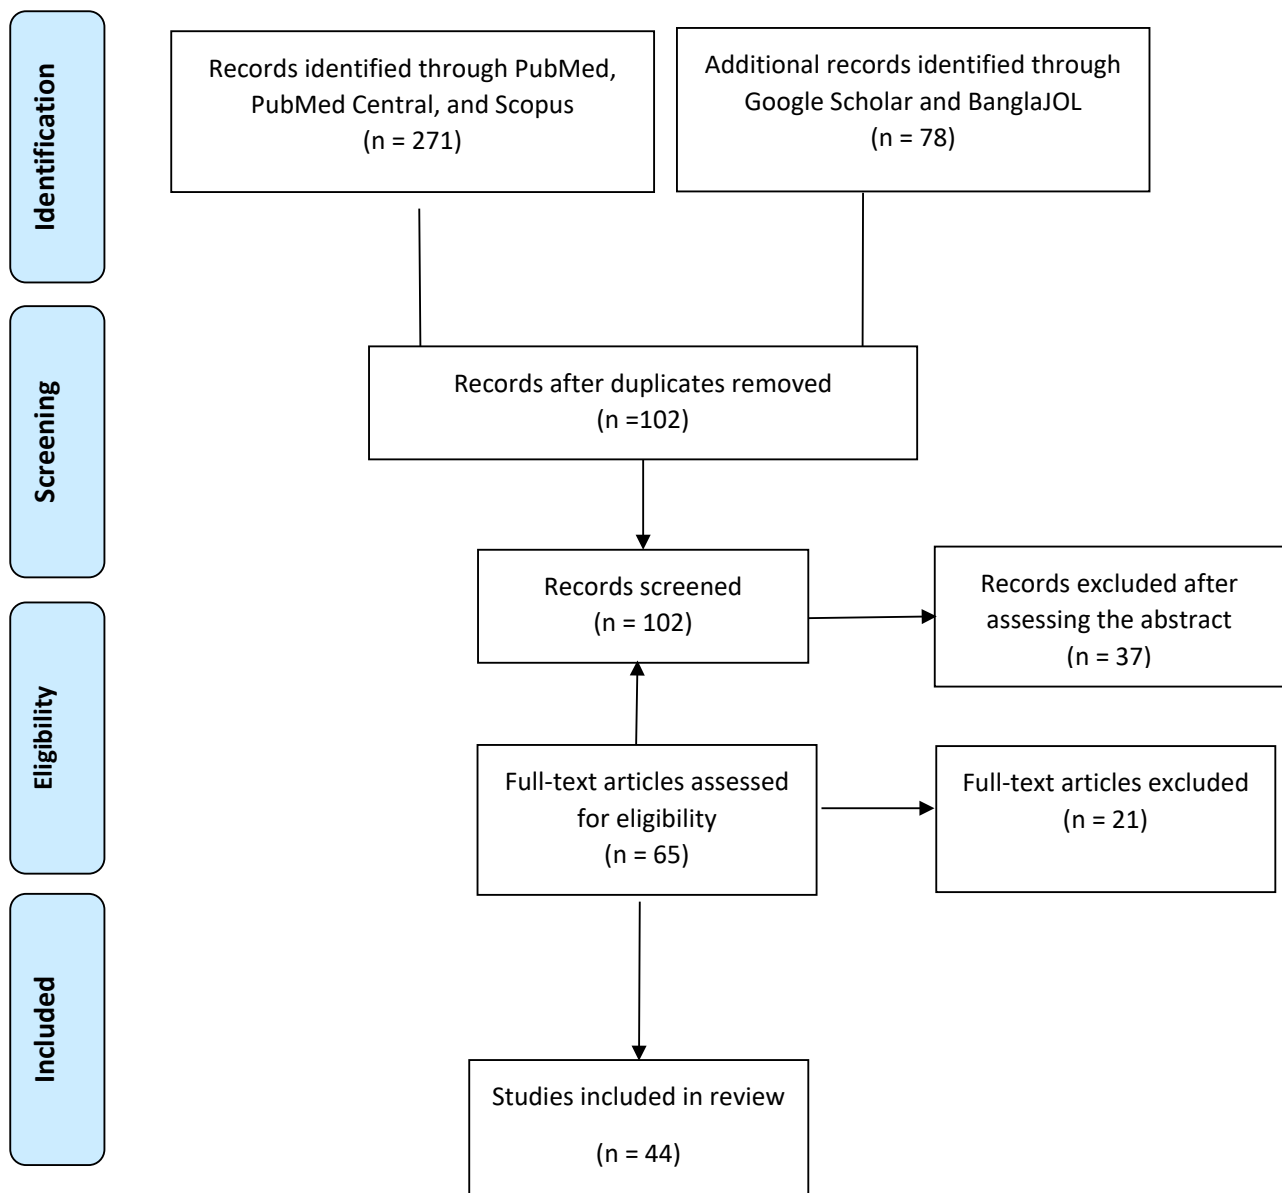 Identification
Records identified through PubMed,
PubMed Central, and Scopus
(n = 271)
Additional records identified through
Google Scholar and BanglaJOL
(n = 78)
Screening
Records after duplicates removed
(n =102)
Records screened
(n = 102)
Records excluded after
assessing the abstract
(n = 37)
Eligibility
Full-text articles assessed
for eligibility
(n = 65)
Full-text articles excluded
(n = 21)
Included
Studies included in review
(n = 44)